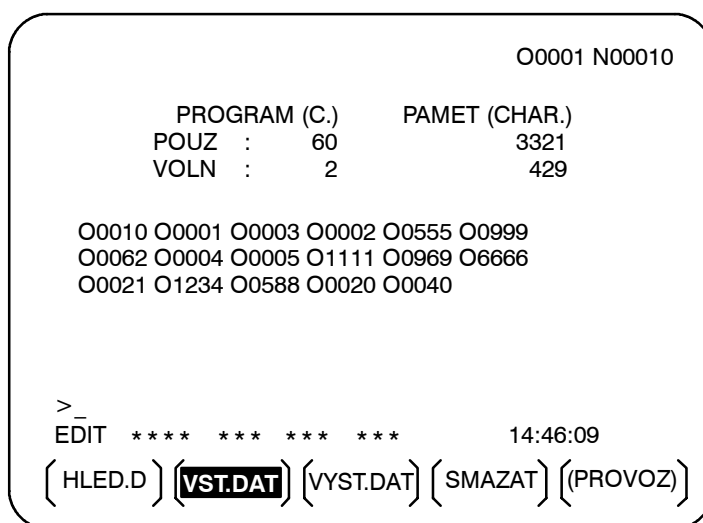 O0001 N00010
PROGRAM (C.) PAMET (CHAR.)
POUZ : 60 3321
VOLN : 2 429
O0010 O0001 O0003 O0002 O0555 O0999
O0062 O0004 O0005 O1111 O0969 O6666
O0021 O1234 O0588 O0020 O0040
>_
EDIT **** *** *** *** 14:46:09
HLED.D VST.DAT VYST.DAT SMAZAT (PROVOZ)